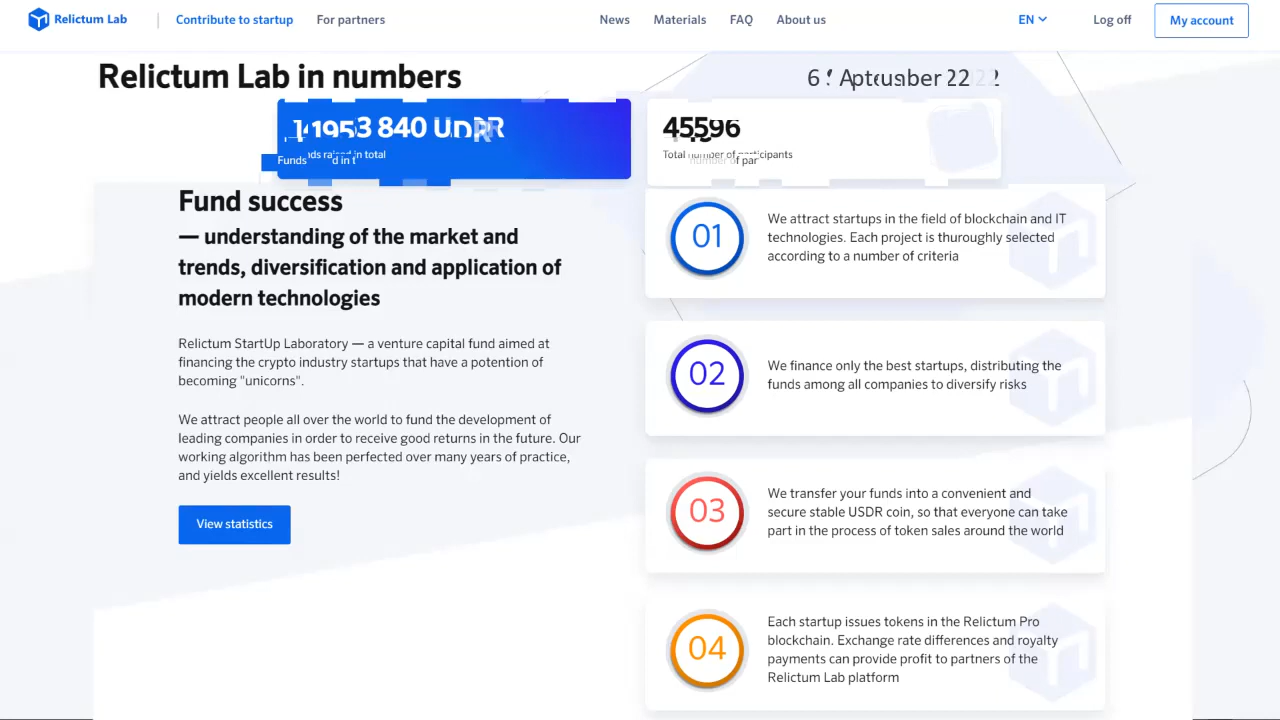 Relictum Lab
Contribute to startup
For partners
News
Materials
FAQ
About us
EN
Log off
My account
Relictum Lab in numbers
840
in total
Total number of participants
Fund success
— understanding of the market and
trends, diversification and application of
modern technologies
Relictum StartUp Laboratory — a venture capital fund aimed at
financing the crypto industry startups that have a potention of
becoming "unicorns".
We attract people all over the world to fund the development of
leading companies in order to receive good returns in the future. Our
working algorithm has been perfected over many years of practice,
and yields excellent results!
View statistics
01
We attract startups in the field of blockchain and IT
technologies. Each project is thuroughly selected
according to a number of criteria
02
We finance only the best startups, distributing the
funds among all companies to diversify risks
03
We transfer your funds into a convenient and
secure stable USDR coin, so that everyone can take
part in the process of token sales around the world
04
Each startup issues tokens in the Relictum Pro
blockchain. Exchange rate differences and royalty
payments can provide profit to partners of the
Relictum Lab platform